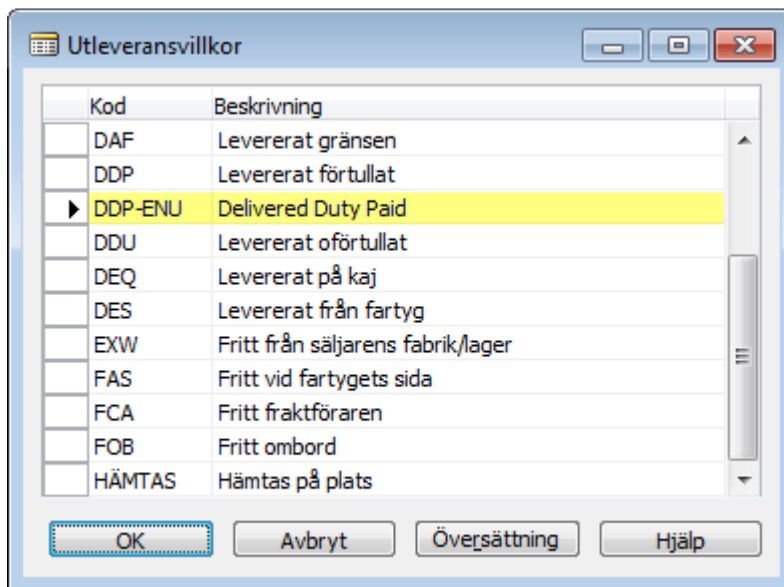 Utleveransvillkor
Kod Beskrivning
DAF Levererat gränsen
DDP Levererat förtullat
DDP-ENU Delivered Duty Paid
DDU Levererat oförtullat
DEQ Levererat på kaj
DES Levererat från fartyg
EXW Fritt från säljarens fabrik/lager
FAS Fritt vid fartygets sida
FCA Fritt fraktföraren
FOB Fritt ombord
HÄMTAS Hämtas på plats
OK Avbryt Översättning Hjälp